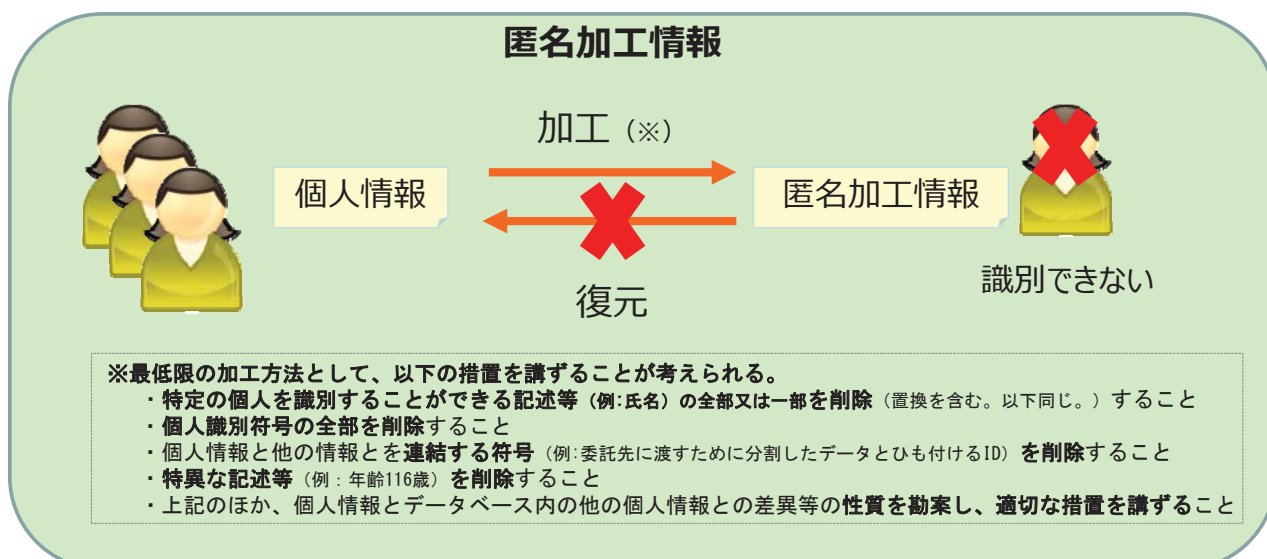 匿名加工情報
加工（※）
個人情報
匿名加工情報
復元
識別できない
※最低限の加工方法として、以下の措置を講ずることが考えられる。
・特定の個人を識別することができる記述等（例：氏名）の全部又は一部を削除（置換を含む。以下同じ。）すること
・個人識別符号の全部を削除すること
・個人情報と他の情報とを連結する符号（例：委託先に渡すために分割したデータとひも付けるID）を削除すること
・特異な記述等（例：年齢116歳）を削除すること
・上記のほか、個人情報とデータベース内の他の個人情報との差異等の性質を勘案し、適切な措置を講ずること